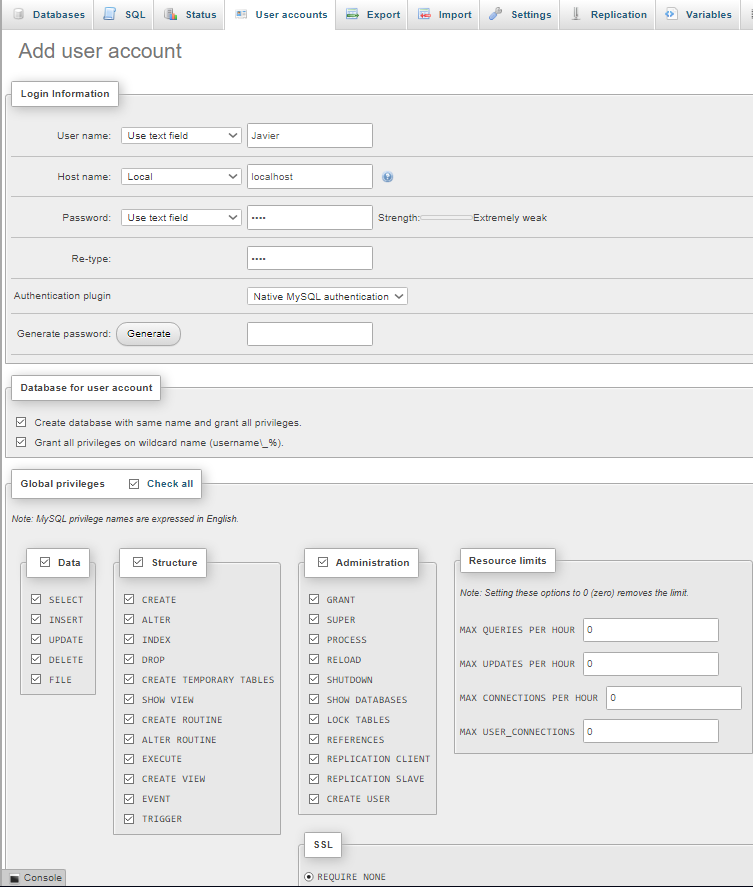 Databases SQL Status User accounts Export Import Settings Replication Variables
Add user account
Login Information
User name: Use text field Javier
Host name: Local localhost
Password: Use text field •••• Strength: Extremely weak
Re-type: ••••
Authentication plugin Native MySQL authentication
Generate password: Generate
Database for user account
Create database with same name and grant all privileges.
Grant all privileges on wildcard name (username\_%).
Global privileges Check all
Note: MySQL privilege names are expressed in English.
Data
SELECT
INSERT
UPDATE
DELETE
FILE
Structure
CREATE
ALTER
INDEX
DROP
CREATE TEMPORARY TABLES
SHOW VIEW
CREATE ROUTINE
ALTER ROUTINE
EXECUTE
CREATE VIEW
EVENT
TRIGGER
Administration
GRANT
SUPER
PROCESS
RELOAD
SHUTDOWN
SHOW DATABASES
LOCK TABLES
REFERENCES
REPLICATION CLIENT
REPLICATION SLAVE
CREATE USER
Resource limits
Note: Setting these options to 0 (zero) removes the limit.
MAX QUERIES PER HOUR 0
MAX UPDATES PER HOUR 0
MAX CONNECTIONS PER HOUR 0
MAX USER_CONNECTIONS 0
SSL
REQUIRE NONE
Console